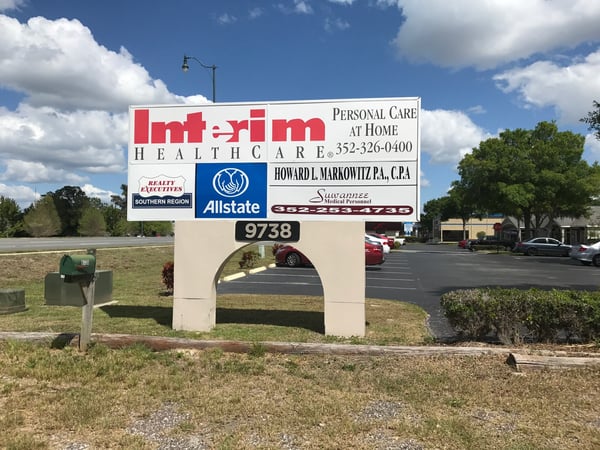 Interim
HEALTHCARE®
PERSONAL CARE
AT HOME
352-326-0400
REALTY
EXECUTIVES
SOUTHERN REGION
Allstate
HOWARD L. MARKOWITZ P.A., C.P.A
Suwannee
Medical Personnel
352-253-4735
9738